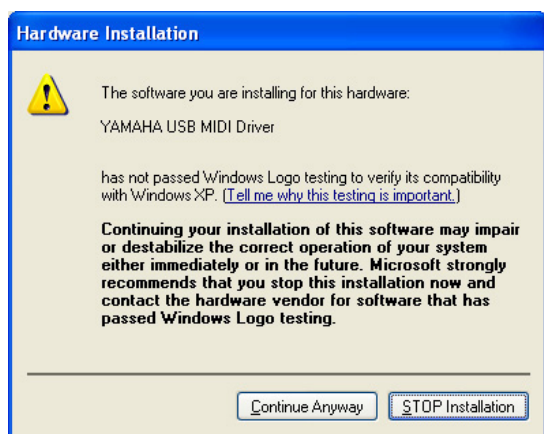 Hardware Installation
The software you are installing for this hardware:
YAMAHA USB MIDI Driver
has not passed Windows Logo testing to verify its compatibility
with Windows XP. (Tell me why this testing is important.)
Continuing your installation of this software may impair
or destabilize the correct operation of your system
either immediately or in the future. Microsoft strongly
recommends that you stop this installation now and
contact the hardware vendor for software that has
passed Windows Logo testing.
Continue Anyway
STOP Installation